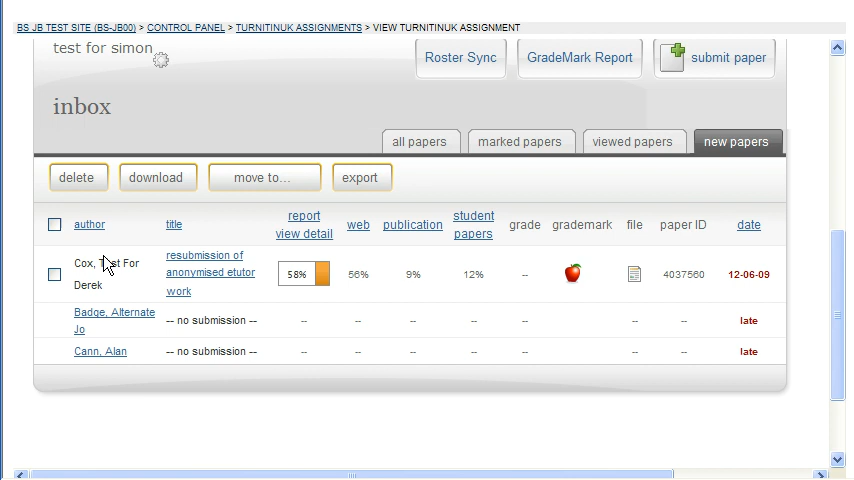 BS JB TEST SITE (BS-JB00) > CONTROL PANEL > TURNITINUK ASSIGNMENTS > VIEW TURNITINUK ASSIGNMENT
test for simon
Roster Sync
GradeMark Report
submit paper
inbox
all papers
marked papers
viewed papers
new papers
delete
download
move to...
export
author
title
report
view detail
web
publication
student
papers
grade
grademark
file
paper ID
date
Cox, Test For
Derek
resubmission of
anonymised etutor
work
58%
56%
9%
12%
--
4037560
12-06-09
Badge, Alternate
Jo
-- no submission --
--
--
--
--
--
--
--
late
Cann, Alan
-- no submission --
--
--
--
--
--
--
--
late